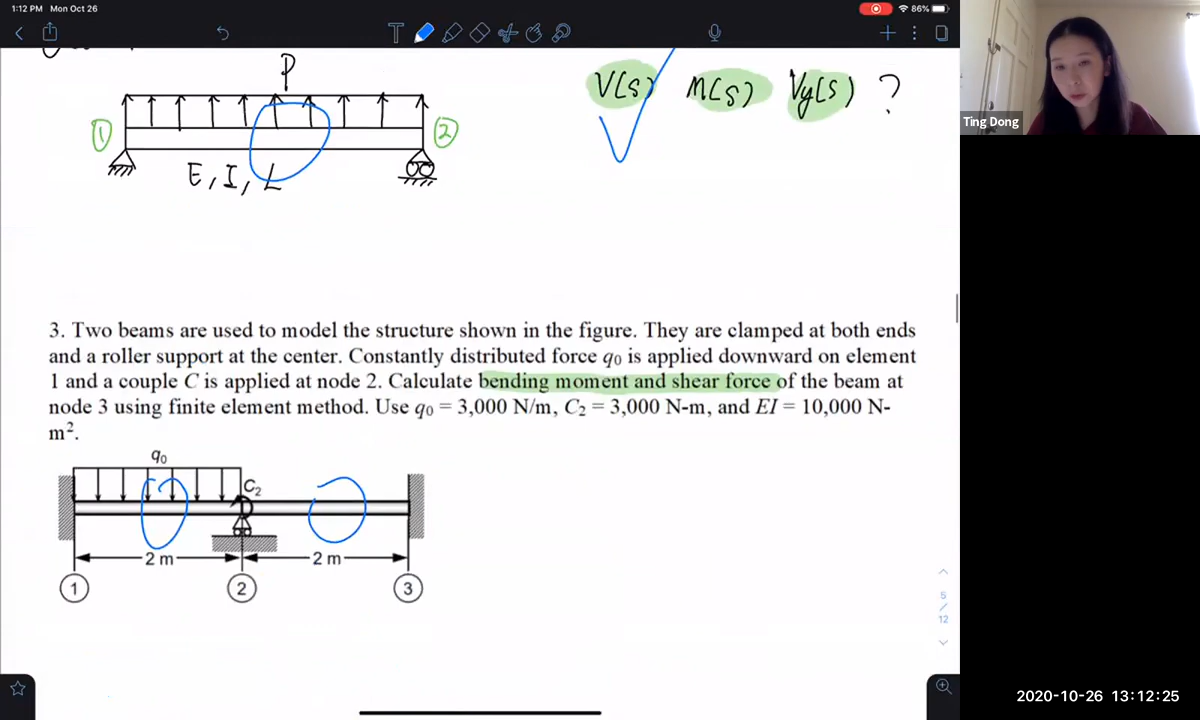 1:12 PM Mon Oct 26
86%
P
V(s) M(s) Vy(s) ?
Ting Dong
1
2
E, I, L
3. Two beams are used to model the structure shown in the figure. They are clamped at both ends
and a roller support at the center. Constantly distributed force q0 is applied downward on element
1 and a couple C is applied at node 2. Calculate bending moment and shear force of the beam at
node 3 using finite element method. Use q0 = 3,000 N/m, C2 = 3,000 N-m, and EI = 10,000 N-
m².
q0
C2
2 m
2 m
1
2
3
5
/
12
2020-10-26 13:12:25